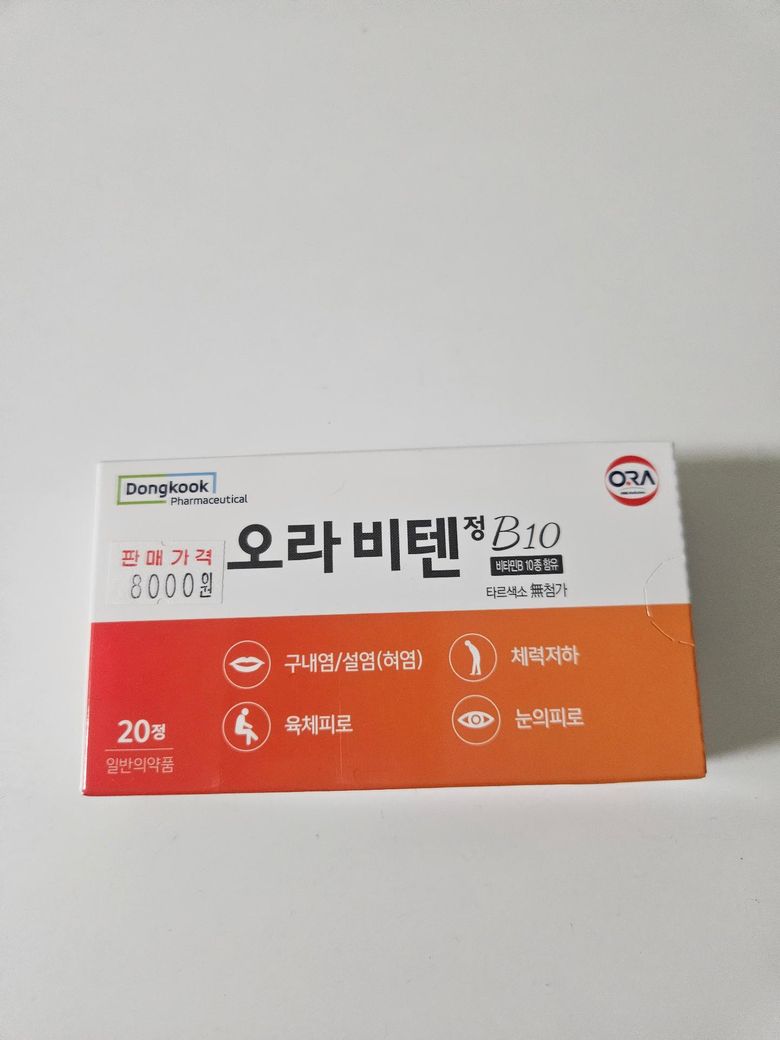 Dongkook
Pharmaceutical
ORA
판매가격
8000원
오라비텐정 B10
비타민B 10종 함유
타르색소 無첨가
구내염/설염(혀염)
체력저하
육체피로
눈의피로
20정
일반의약품